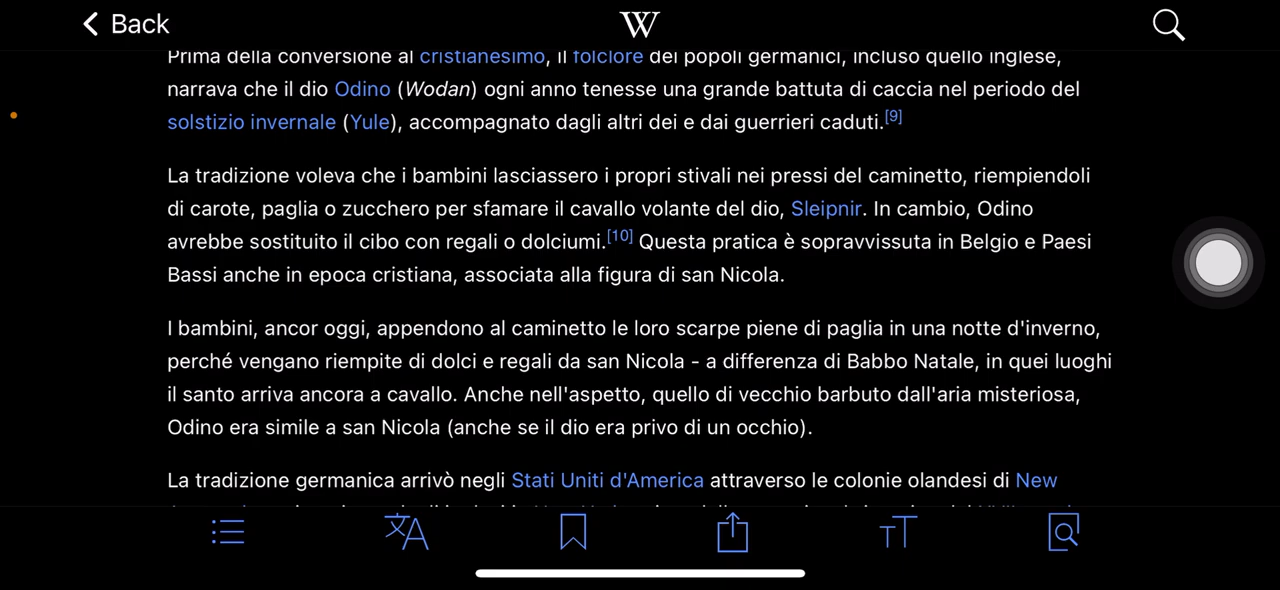 Back
W
Prima della conversione al cristianesimo, il folclore dei popoli germanici, incluso quello inglese,
narrava che il dio Odino (Wodan) ogni anno tenesse una grande battuta di caccia nel periodo del
solstizio invernale (Yule), accompagnato dagli altri dei e dai guerrieri caduti.[9]
La tradizione voleva che i bambini lasciassero i propri stivali nei pressi del caminetto, riempiendoli
di carote, paglia o zucchero per sfamare il cavallo volante del dio, Sleipnir. In cambio, Odino
avrebbe sostituito il cibo con regali o dolciumi.[10] Questa pratica è sopravvissuta in Belgio e Paesi
Bassi anche in epoca cristiana, associata alla figura di san Nicola.
I bambini, ancor oggi, appendono al caminetto le loro scarpe piene di paglia in una notte d'inverno,
perché vengano riempite di dolci e regali da san Nicola - a differenza di Babbo Natale, in quei luoghi
il santo arriva ancora a cavallo. Anche nell'aspetto, quello di vecchio barbuto dall'aria misteriosa,
Odino era simile a san Nicola (anche se il dio era privo di un occhio).
La tradizione germanica arrivò negli Stati Uniti d'America attraverso le colonie olandesi di New